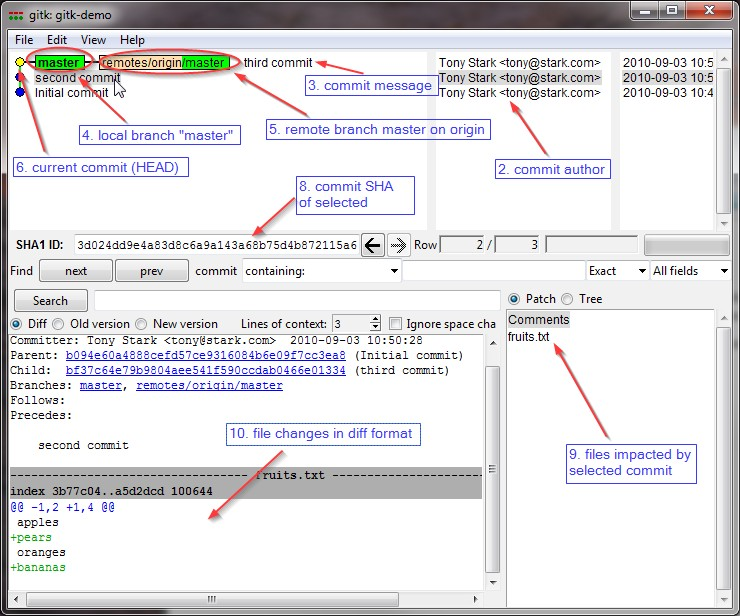 gitk: gitk-demo
File Edit View Help
master remotes/origin/master third commit
second commit
Initial commit
Tony Stark <tony@stark.com> 2010-09-03 10:5
Tony Stark <tony@stark.com> 2010-09-03 10:5
Tony Stark <tony@stark.com> 2010-09-03 10:4
3. commit message
4. local branch "master"
5. remote branch master on origin
6. current commit (HEAD)
2. commit author
8. commit SHA
of selected
SHA1 ID: 3d024dd9e4a83d8c6a9a143a68b75d4b872115a6 Row 2 / 3
Find next prev commit containing: Exact All fields
Search
Patch Tree
Diff Old version New version Lines of context: 3 Ignore space cha
Comments
fruits.txt
Committer: Tony Stark <tony@stark.com> 2010-09-03 10:50:28
Parent: b094e60a4888cefd57ce9316084b6e09f7cc3ea8 (Initial commit)
Child: bf37c64e79b9804aee541f590ccdab0466e01334 (third commit)
Branches: master, remotes/origin/master
Follows:
Precedes:
second commit
10. file changes in diff format
9. files impacted by
selected commit
---------------------------------- fruits.txt ----------------------
index 3b77c04..a5d2dcd 100644
@@ -1,2 +1,4 @@
apples
+pears
oranges
+bananas